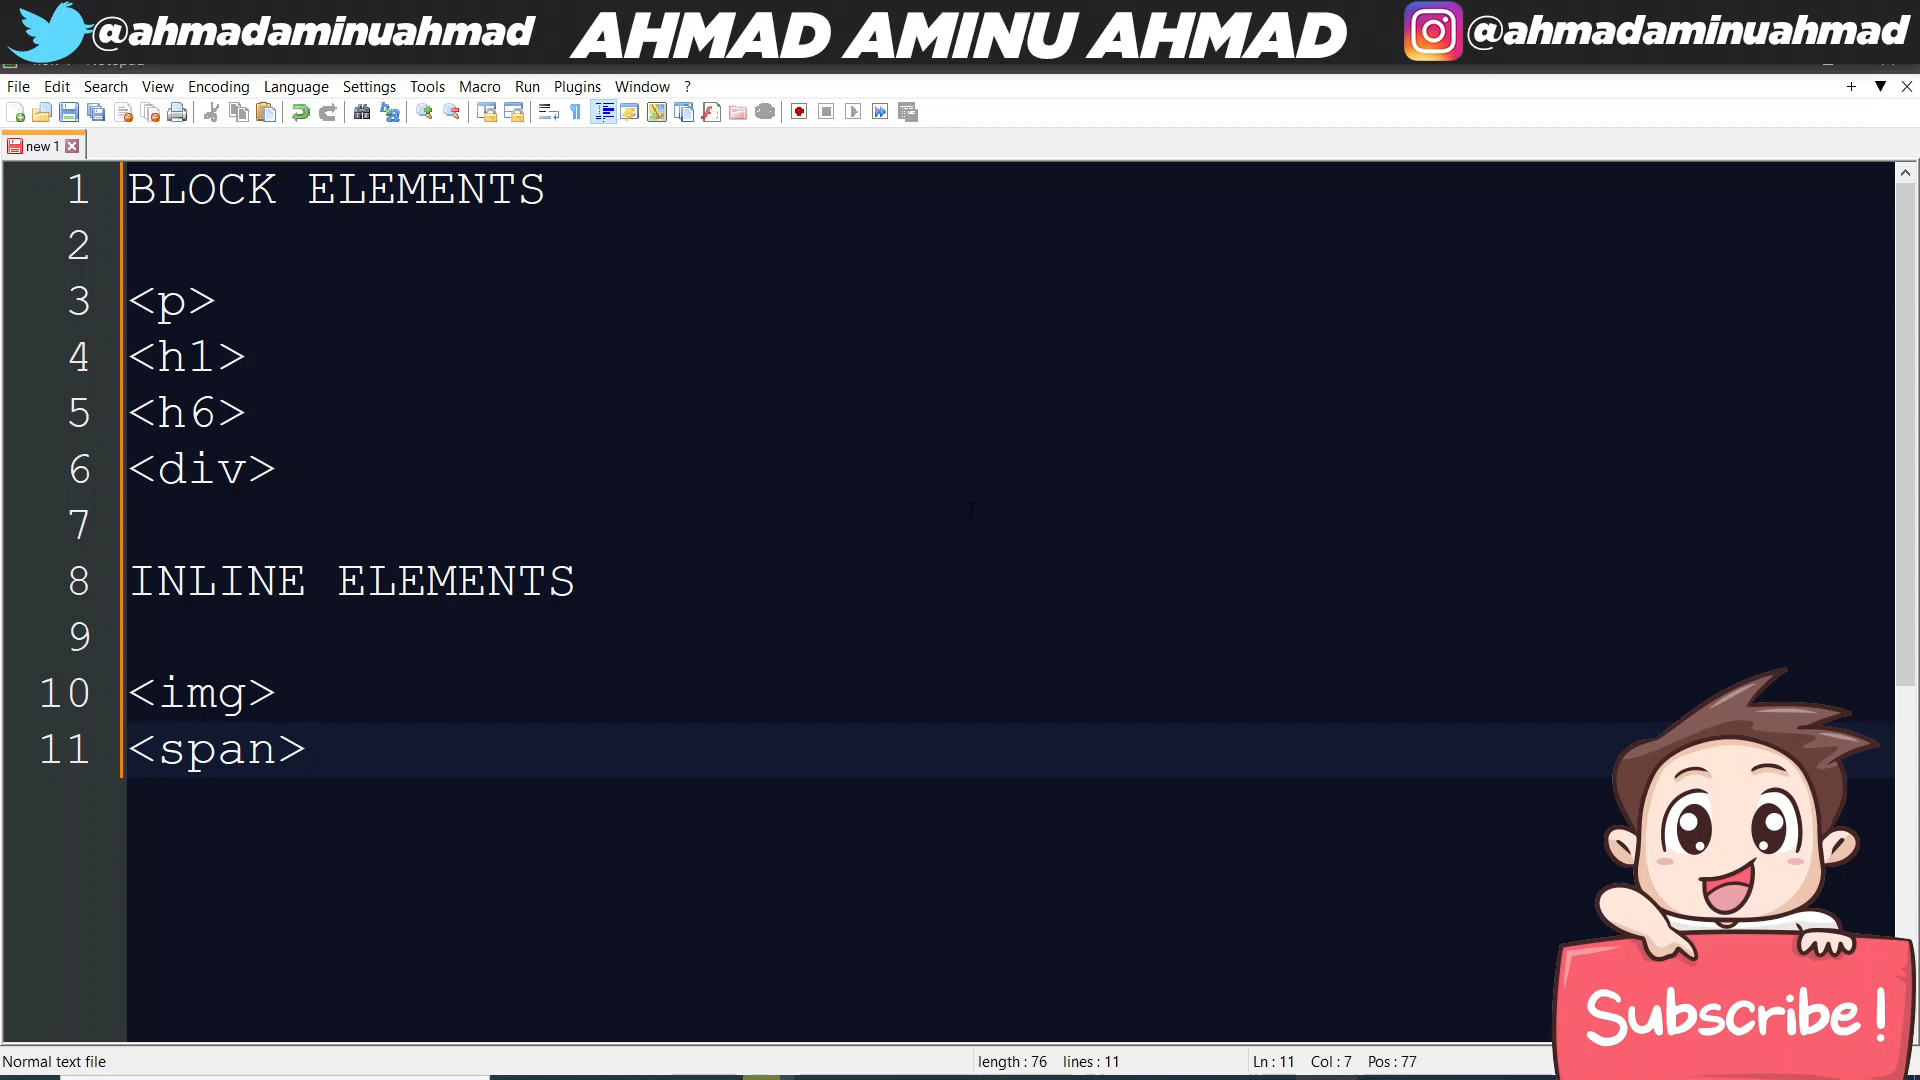 @ahmadaminuahmad AHMAD AMINU AHMAD @ahmadaminuahmad
File Edit Search View Encoding Language Settings Tools Macro Run Plugins Window ?
new 1
1 BLOCK ELEMENTS
2
3 <p>
4 <h1>
5 <h6>
6 <div>
7
8 INLINE ELEMENTS
9
10 <img>
11 <span>
Subscribe!
Normal text file length : 76 lines : 11 Ln : 11 Col : 7 Pos : 77